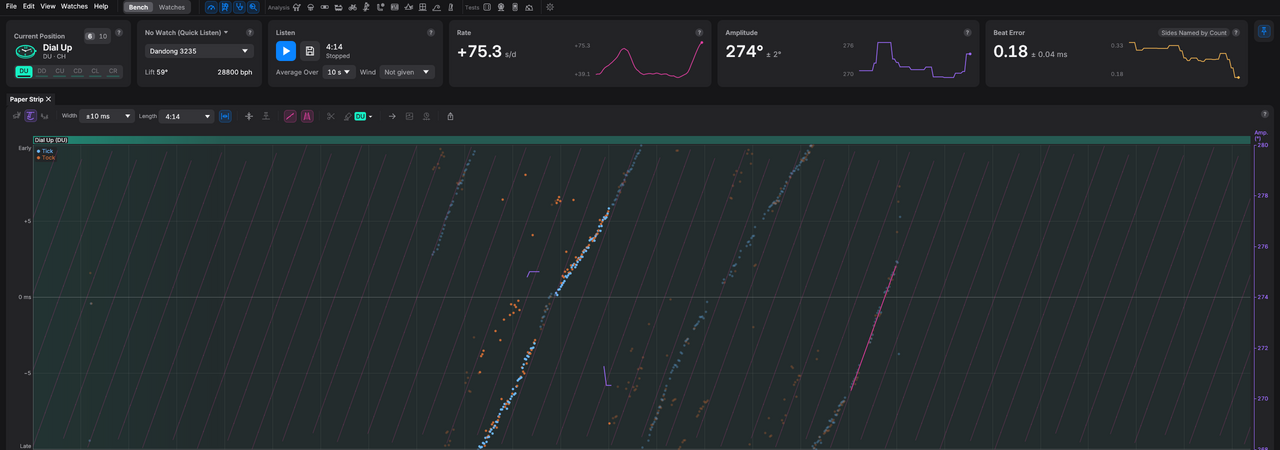 File Edit View Watches Help
Bench Watches
Analysis
Tests
Current Position
6 10
?
Dial Up
DU · CH
DU DD CU CD CL CR
No Watch (Quick Listen)
?
Dandong 3235
Lift 59°
28800 bph
Listen
?
4:14
Stopped
Average Over 10 s
Wind Not given
Rate
?
+75.3 s/d
+75.3
+39.1
Amplitude
?
274° ± 2°
276
270
Beat Error
Sides Named by Count
?
0.18 ± 0.04 ms
0.33
0.18
Paper Strip
Width ±10 ms
Length 4:14
DU
?
Dial Up (DU)
Tick
Tock
Early
+5
0 ms
−5
Late
Amp.
(°)
280
278
276
274
272
270
268